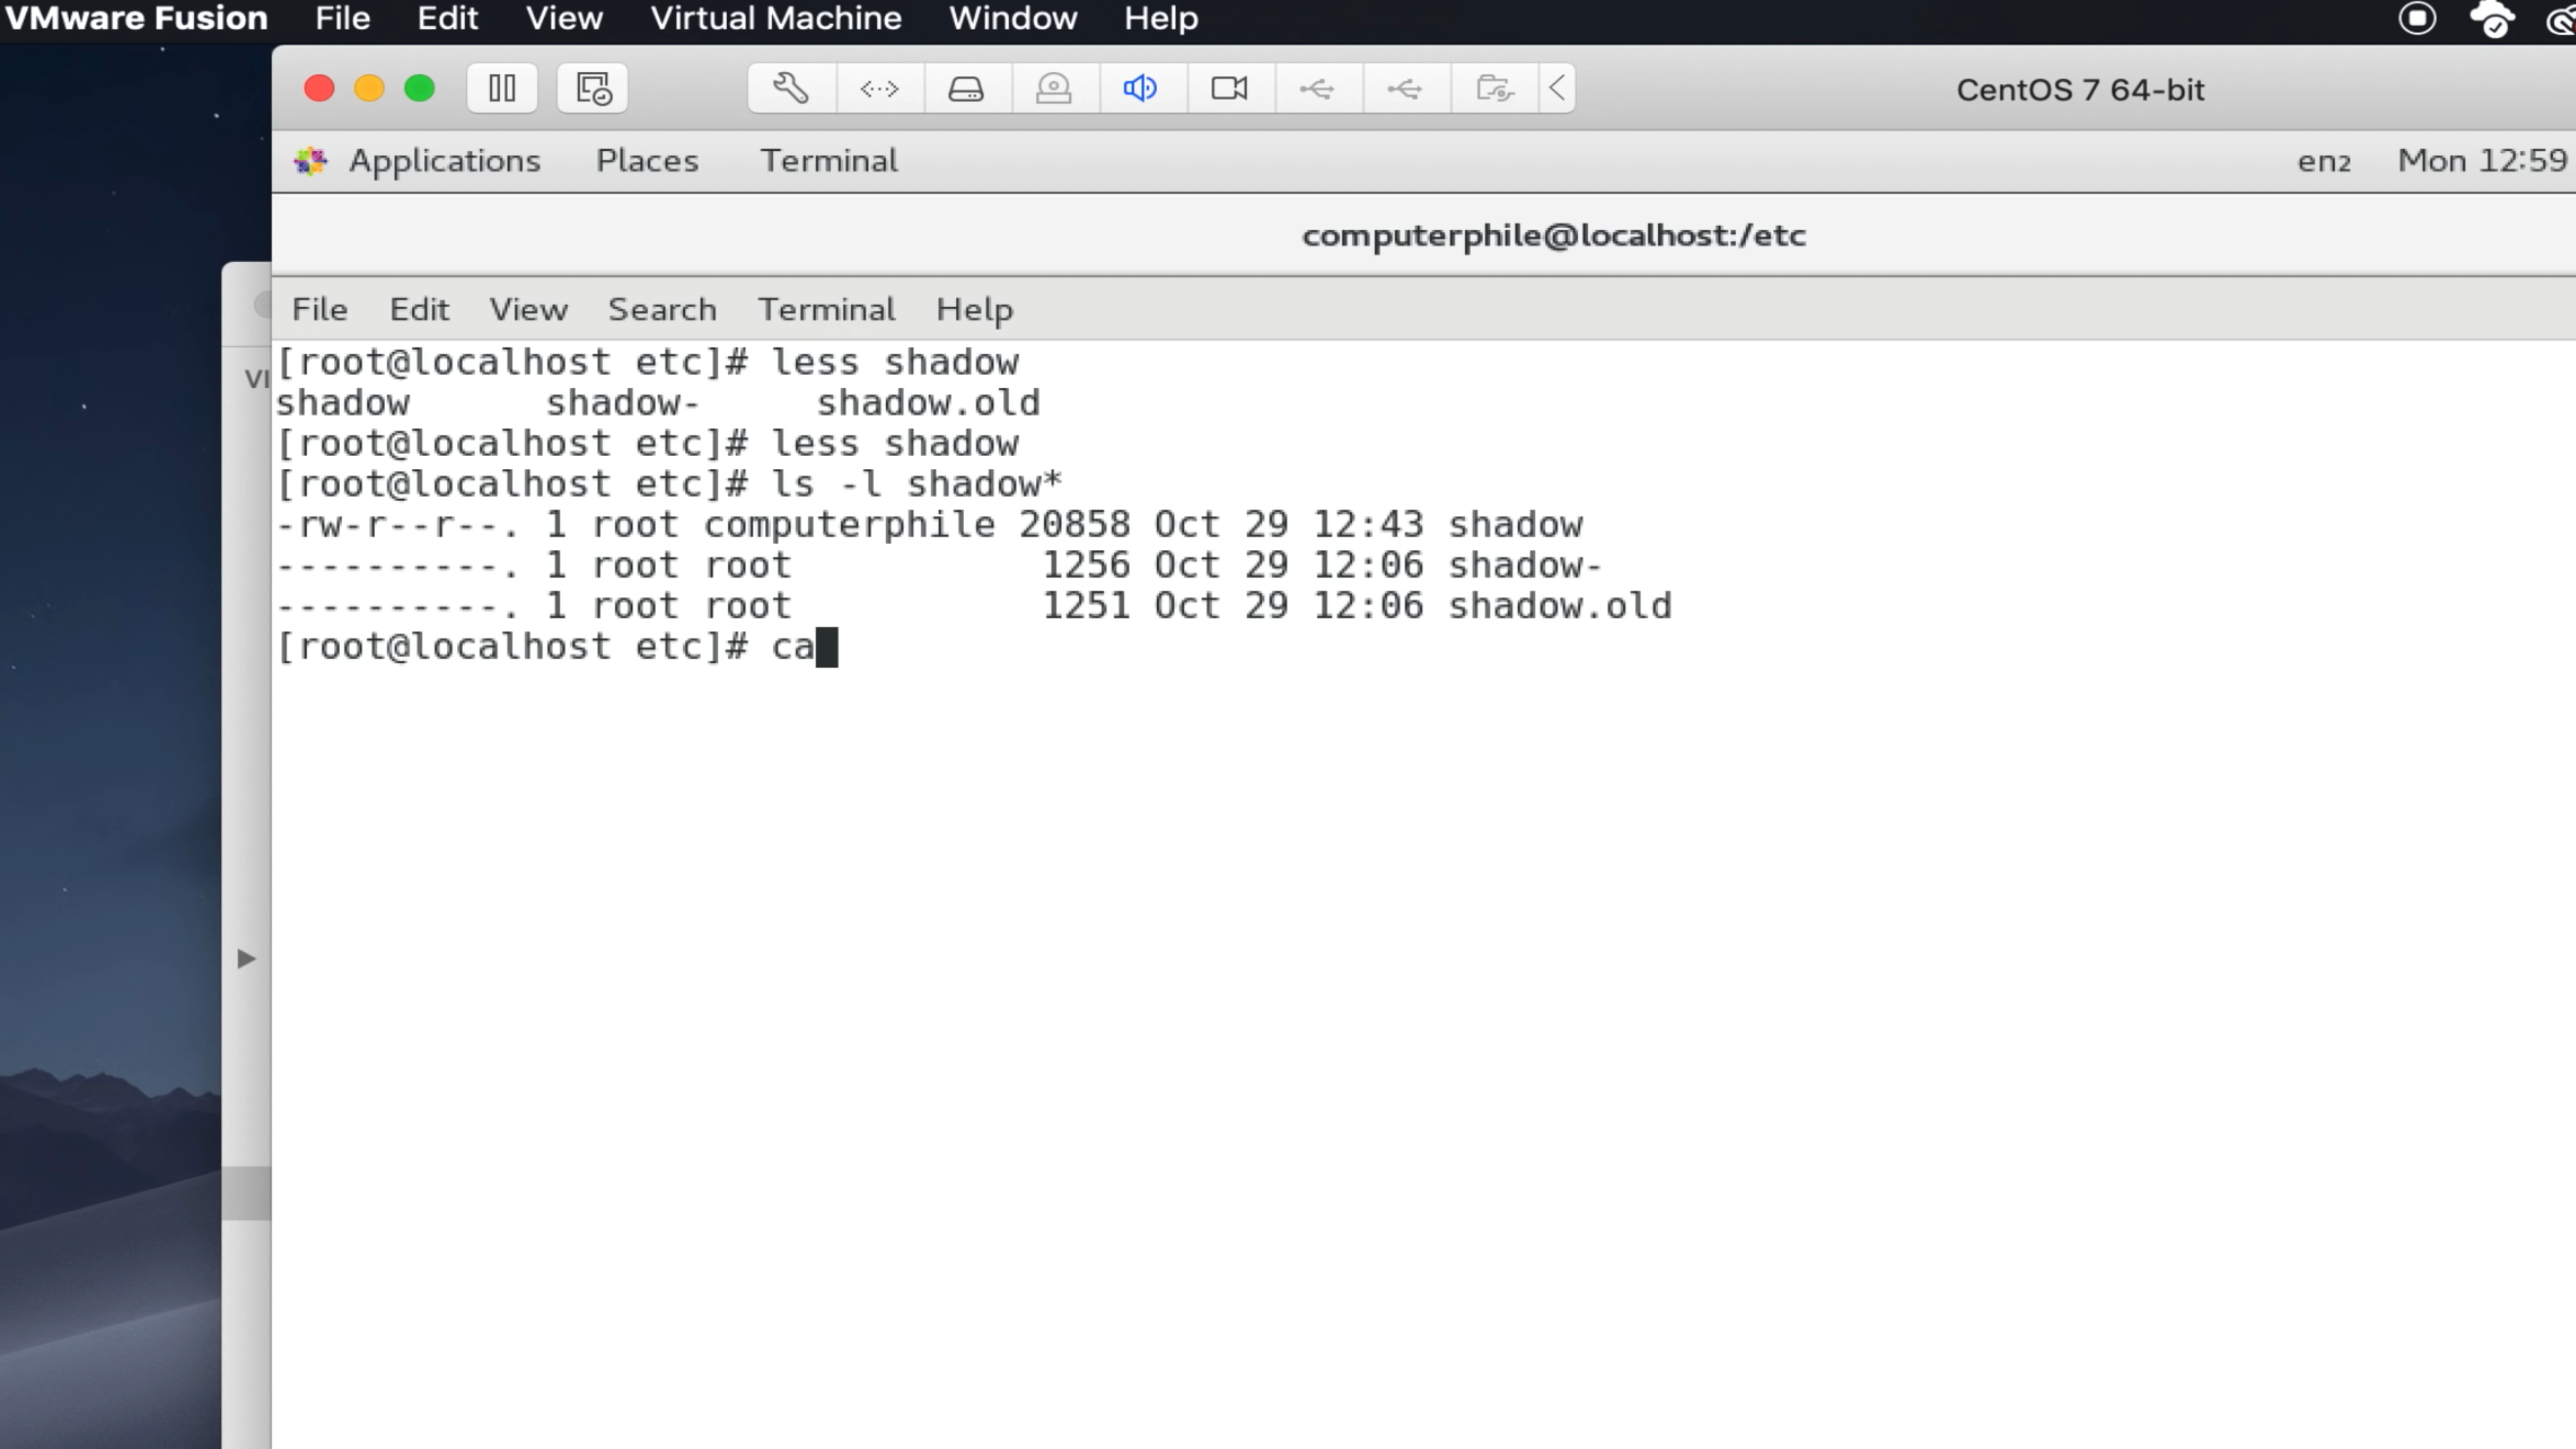 VMware Fusion File Edit View Virtual Machine Window Help
CentOS 7 64-bit
Applications Places Terminal en2 Mon 12:59
computerphile@localhost:/etc
File Edit View Search Terminal Help
VI
[root@localhost etc]# less shadow
shadow shadow- shadow.old
[root@localhost etc]# less shadow
[root@localhost etc]# ls -l shadow*
-rw-r--r--. 1 root computerphile 20858 Oct 29 12:43 shadow
----------. 1 root root 1256 Oct 29 12:06 shadow-
----------. 1 root root 1251 Oct 29 12:06 shadow.old
[root@localhost etc]# ca